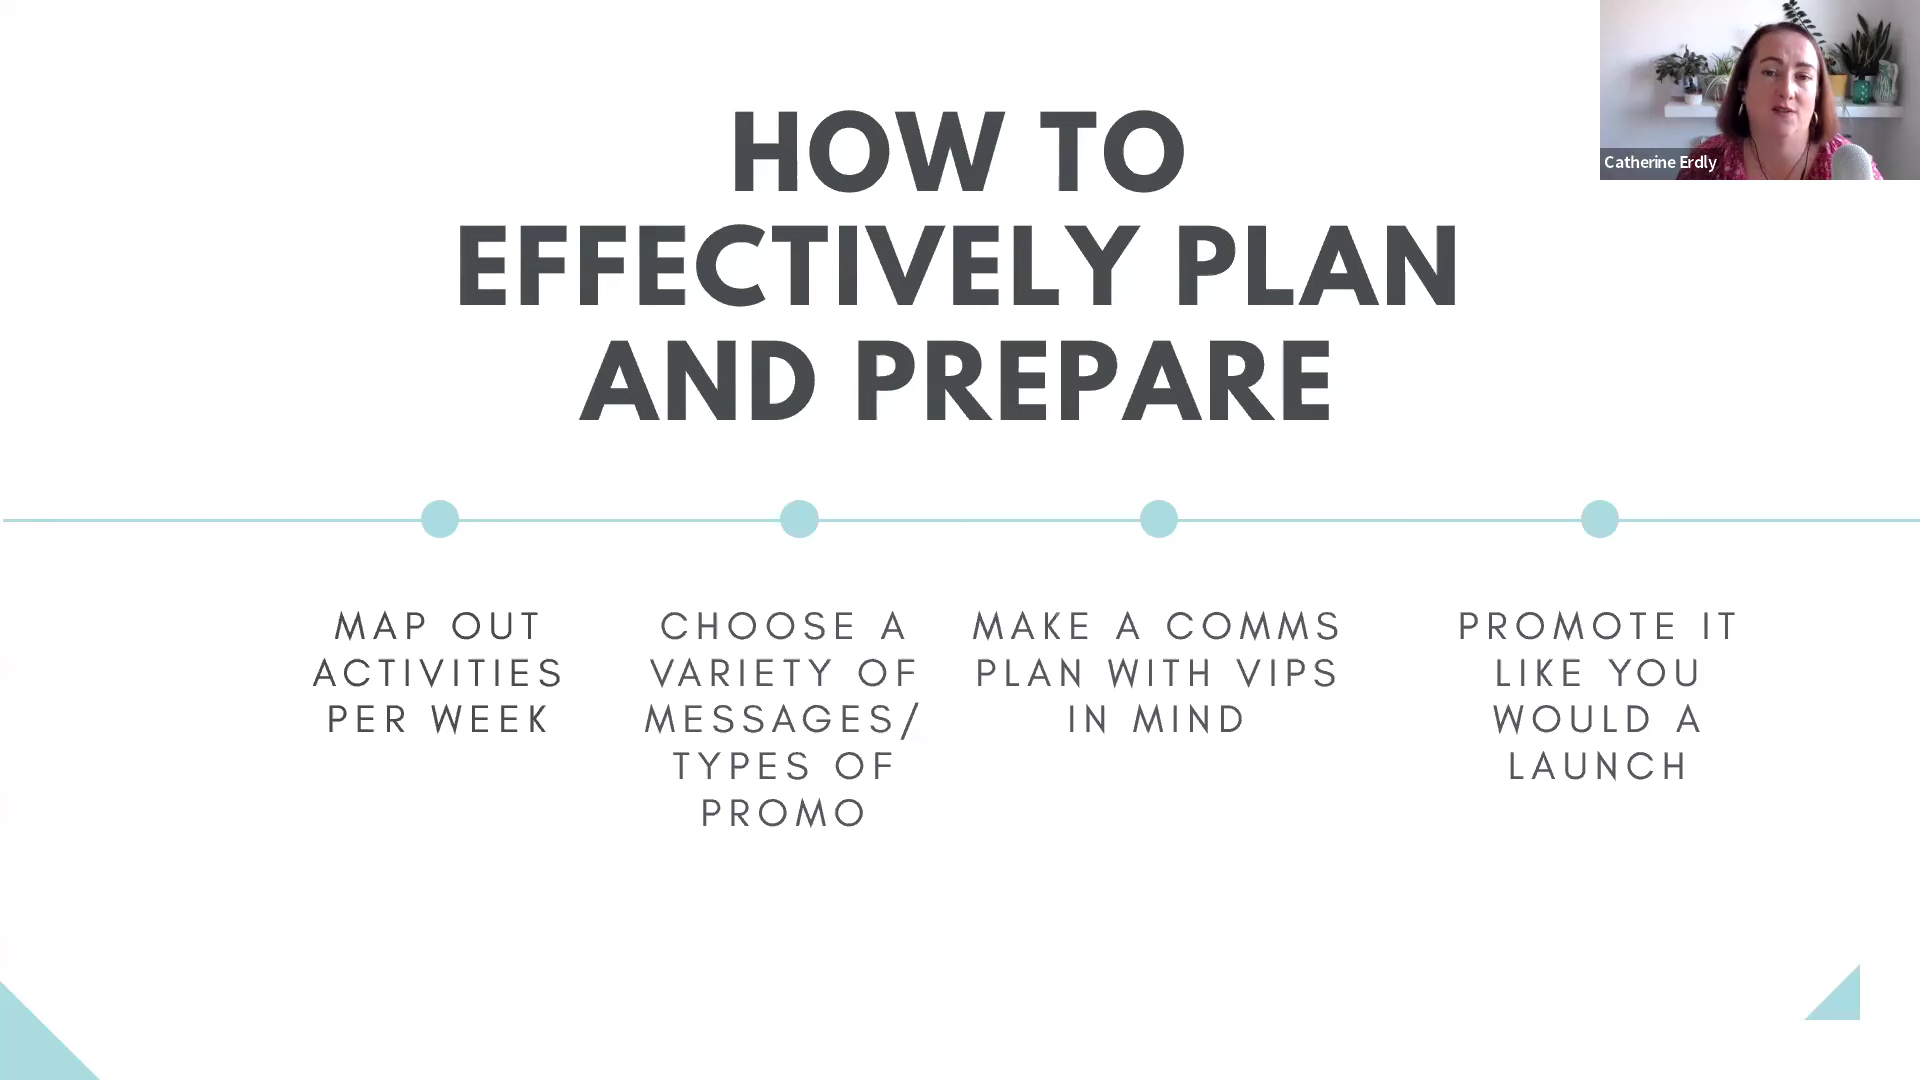 Catherine Erdly
HOW TO
EFFECTIVELY PLAN
AND PREPARE
MAP OUT
ACTIVITIES
PER WEEK
CHOOSE A
VARIETY OF
MESSAGES/
TYPES OF
PROMO
MAKE A COMMS
PLAN WITH VIPS
IN MIND
PROMOTE IT
LIKE YOU
WOULD A
LAUNCH